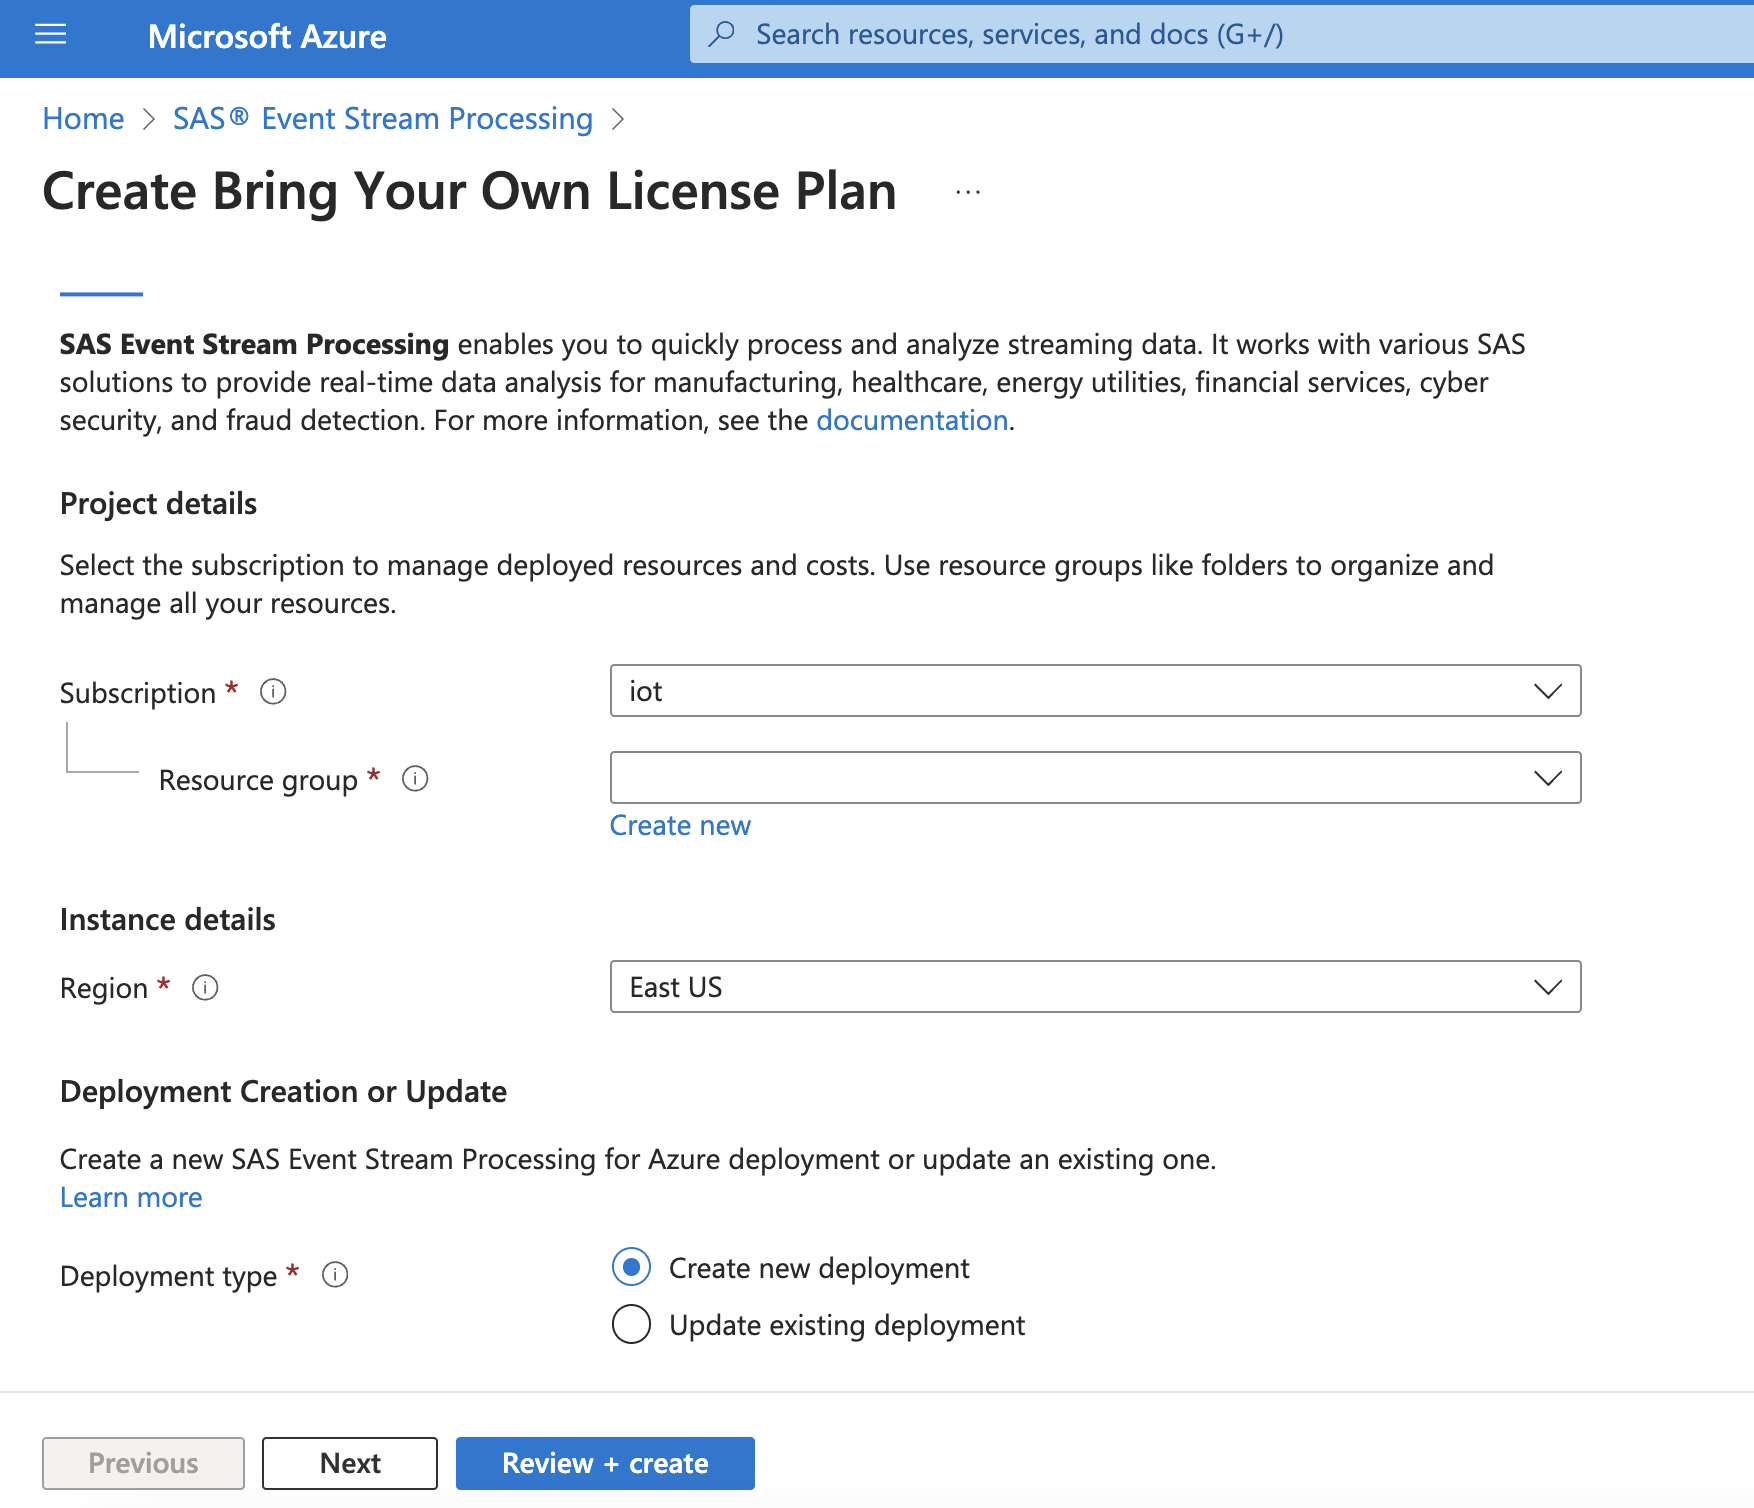 Microsoft Azure
Search resources, services, and docs (G+/)
Home > SAS® Event Stream Processing >
Create Bring Your Own License Plan ...
SAS Event Stream Processing enables you to quickly process and analyze streaming data. It works with various SAS
solutions to provide real-time data analysis for manufacturing, healthcare, energy utilities, financial services, cyber
security, and fraud detection. For more information, see the documentation.
Project details
Select the subscription to manage deployed resources and costs. Use resource groups like folders to organize and
manage all your resources.
Subscription *
iot
Resource group *
Create new
Instance details
Region *
East US
Deployment Creation or Update
Create a new SAS Event Stream Processing for Azure deployment or update an existing one.
Learn more
Deployment type *
Create new deployment
Update existing deployment
Previous
Next
Review + create